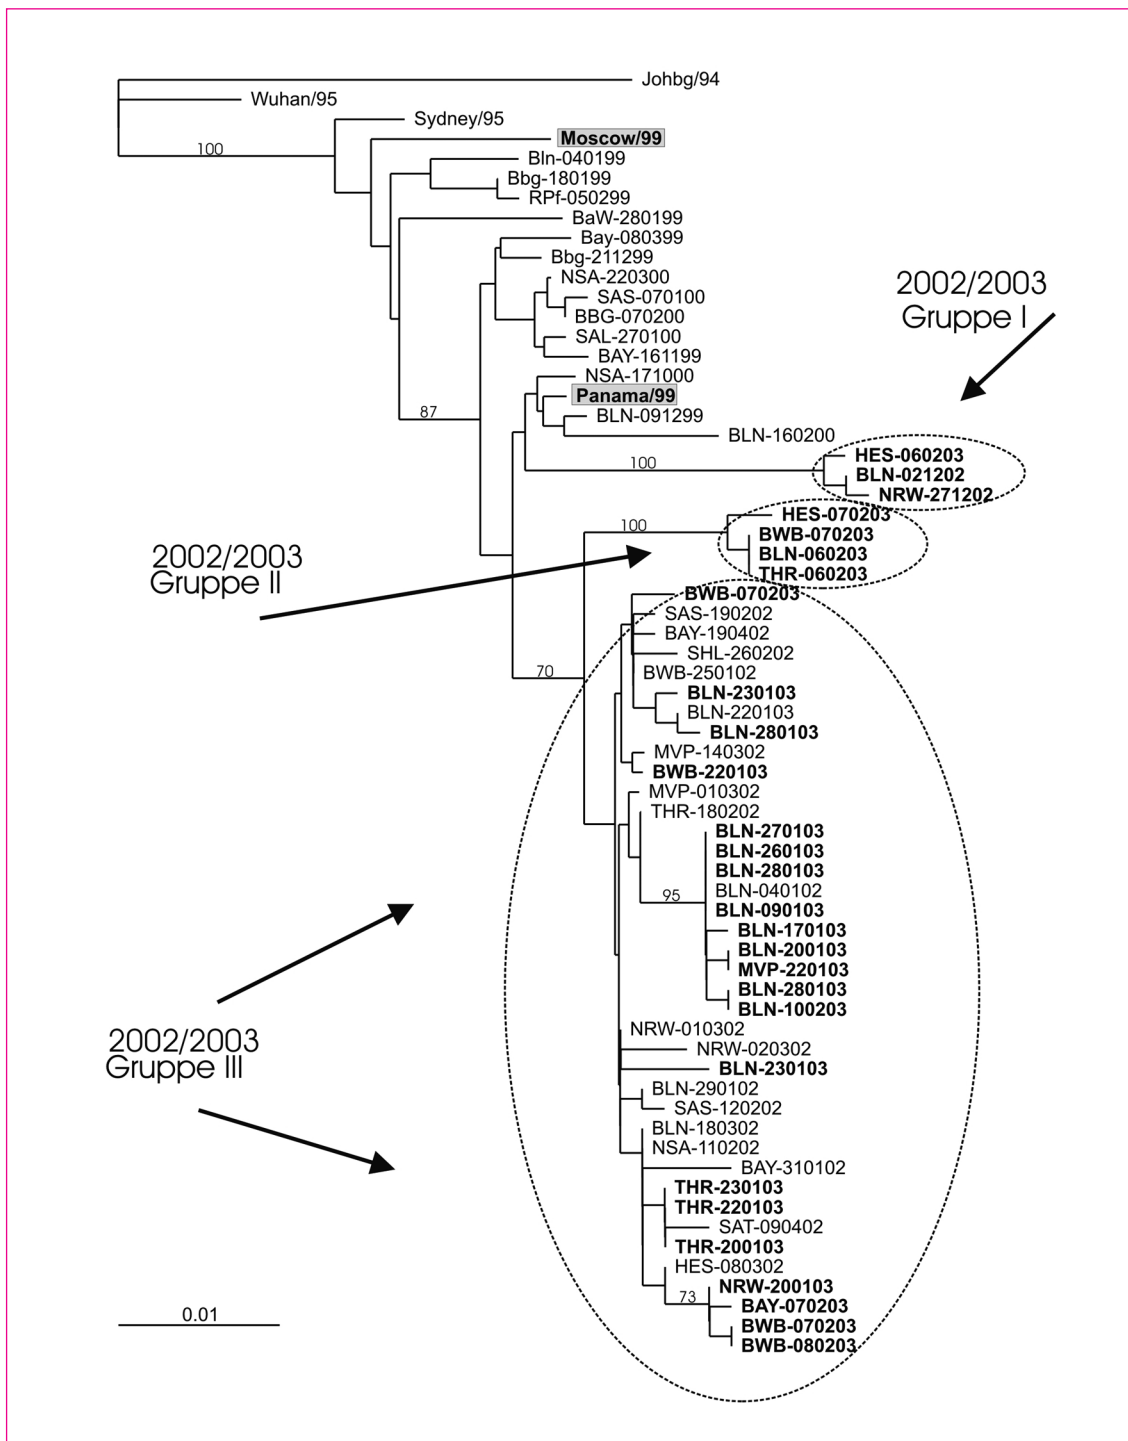 Johbg/94
Wuhan/95
Sydney/95
Moscow/99
100
Bln-040199
Bbg-180199
RPf-050299
BaW-280199
Bay-080399
Bbg-211299
NSA-220300
SAS-070100
BBG-070200
SAL-270100
BAY-161199
NSA-171000
Panama/99
87
BLN-091299
BLN-160200
2002/2003
Gruppe I
HES-060203
100
BLN-021202
NRW-271202
HES-070203
100
BWB-070203
BLN-060203
THR-060203
2002/2003
Gruppe II
BWB-070203
SAS-190202
BAY-190402
SHL-260202
70
BWB-250102
BLN-230103
BLN-220103
BLN-280103
MVP-140302
BWB-220103
MVP-010302
THR-180202
BLN-270103
BLN-260103
BLN-280103
95
BLN-040102
BLN-090103
BLN-170103
BLN-200103
MVP-220103
BLN-280103
BLN-100203
2002/2003
Gruppe III
NRW-010302
NRW-020302
BLN-230103
BLN-290102
SAS-120202
BLN-180302
NSA-110202
BAY-310102
THR-230103
THR-220103
SAT-090402
THR-200103
HES-080302
NRW-200103
73
BAY-070203
BWB-070203
BWB-080203
0.01